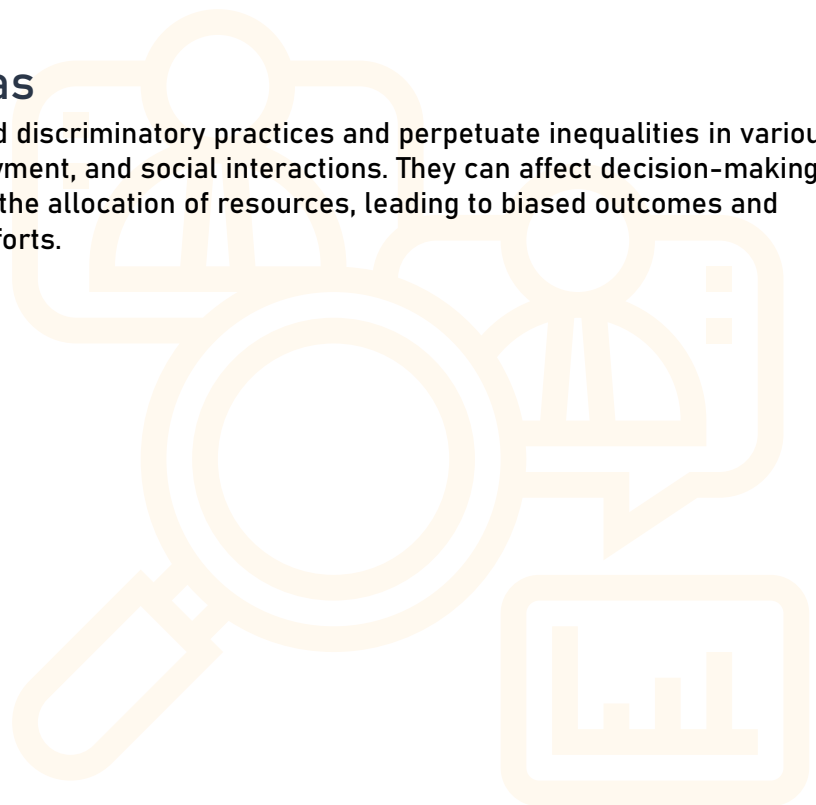 as
d discriminatory practices and perpetuate inequalities in variou
yment, and social interactions. They can affect decision-making
the allocation of resources, leading to biased outcomes and
forts.